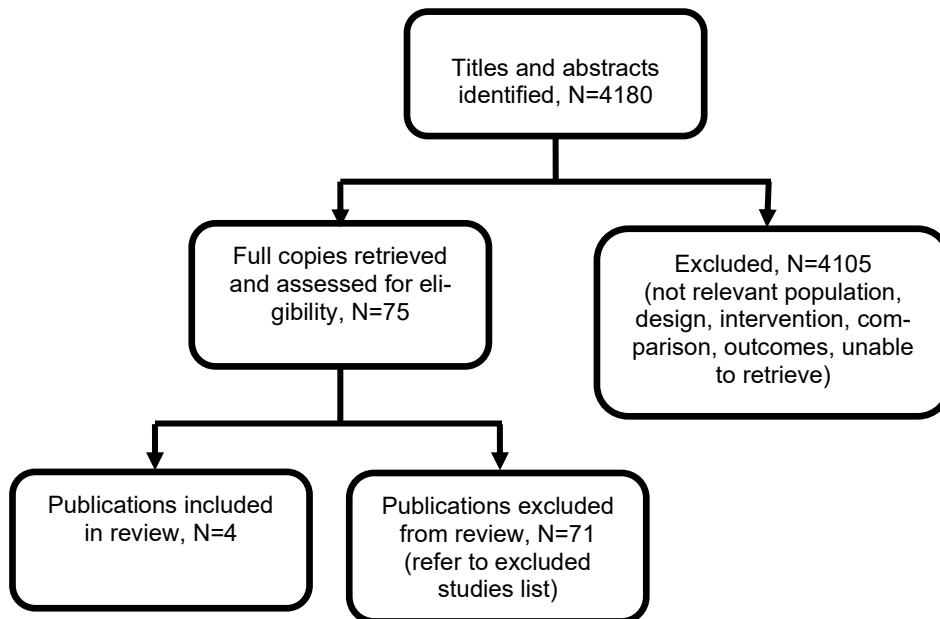 Titles and abstracts
identified, N=4180
Full copies retrieved
and assessed for eli-
gibility, N=75
Excluded, N=4105
(not relevant population,
design, intervention, com-
parison, outcomes, unable
to retrieve)
Publications included
in review, N=4
Publications excluded
from review, N=71
(refer to excluded
studies list)